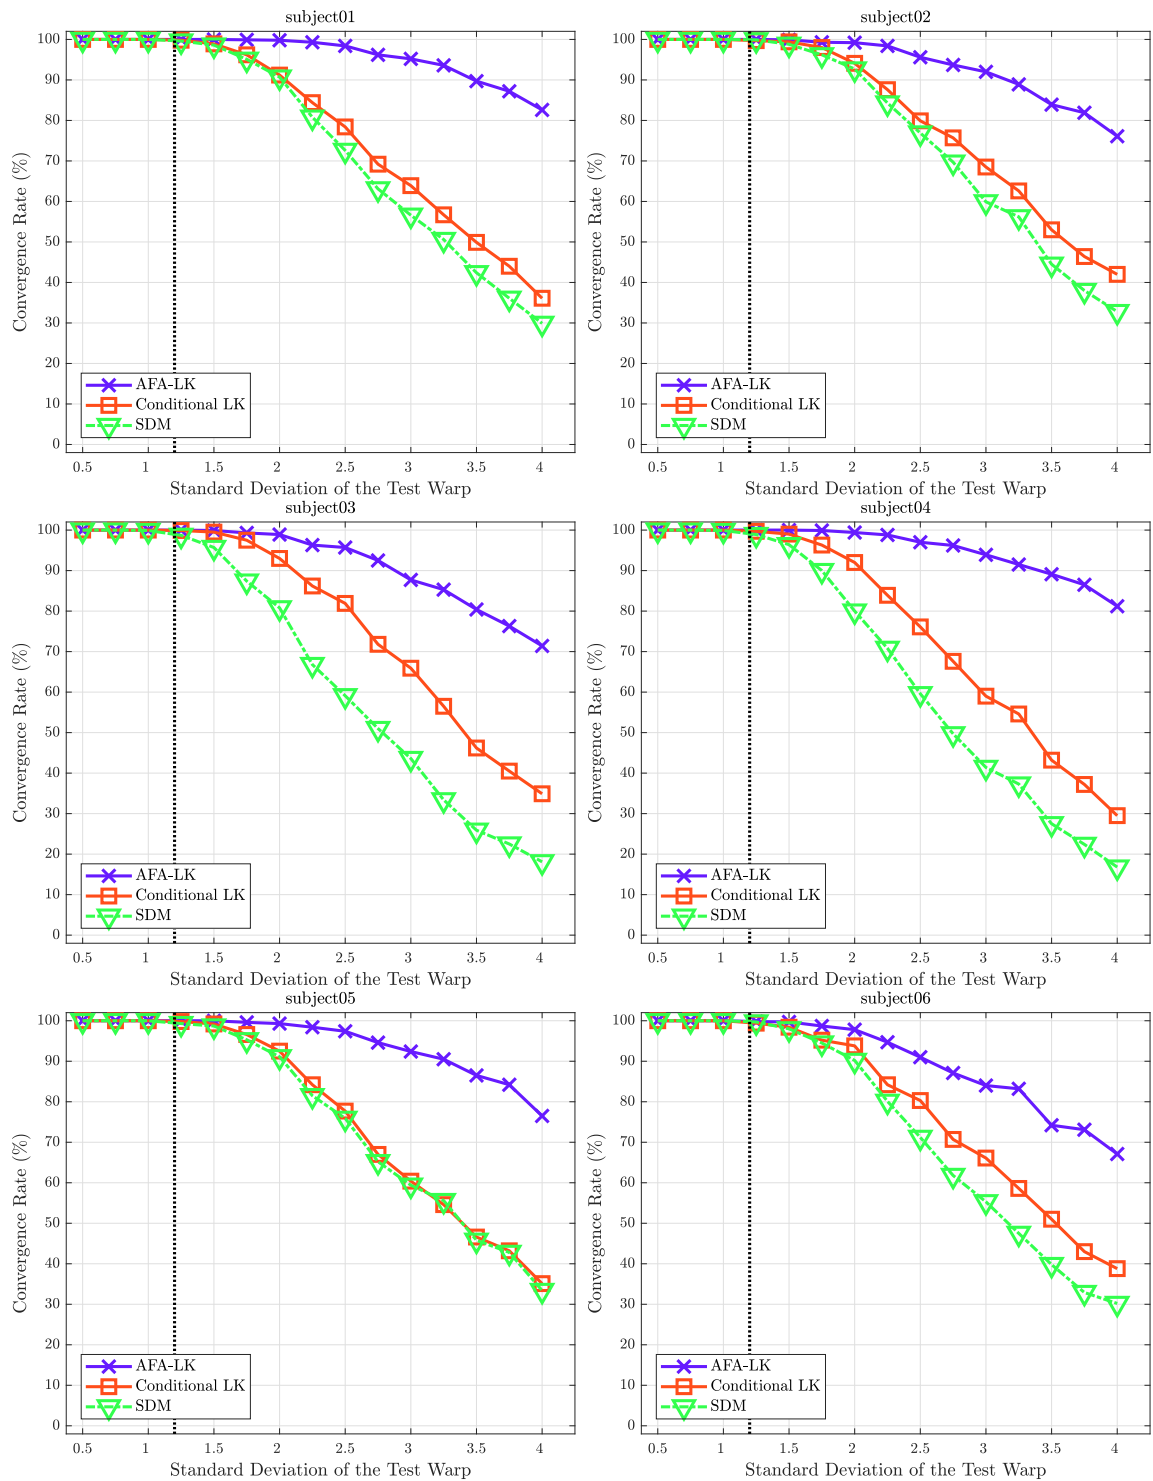 subject01
Convergence Rate (%)
100
90
80
70
60
50
40
30
20
10
0
AFA-LK
Conditional LK
SDM
0.5 1 1.5 2 2.5 3 3.5 4
Standard Deviation of the Test Warp
subject02
Convergence Rate (%)
100
90
80
70
60
50
40
30
20
10
0
AFA-LK
Conditional LK
SDM
0.5 1 1.5 2 2.5 3 3.5 4
Standard Deviation of the Test Warp
subject03
Convergence Rate (%)
100
90
80
70
60
50
40
30
20
10
0
AFA-LK
Conditional LK
SDM
0.5 1 1.5 2 2.5 3 3.5 4
Standard Deviation of the Test Warp
subject04
Convergence Rate (%)
100
90
80
70
60
50
40
30
20
10
0
AFA-LK
Conditional LK
SDM
0.5 1 1.5 2 2.5 3 3.5 4
Standard Deviation of the Test Warp
subject05
Convergence Rate (%)
100
90
80
70
60
50
40
30
20
10
0
AFA-LK
Conditional LK
SDM
0.5 1 1.5 2 2.5 3 3.5 4
Standard Deviation of the Test Warp
subject06
Convergence Rate (%)
100
90
80
70
60
50
40
30
20
10
0
AFA-LK
Conditional LK
SDM
0.5 1 1.5 2 2.5 3 3.5 4
Standard Deviation of the Test Warp